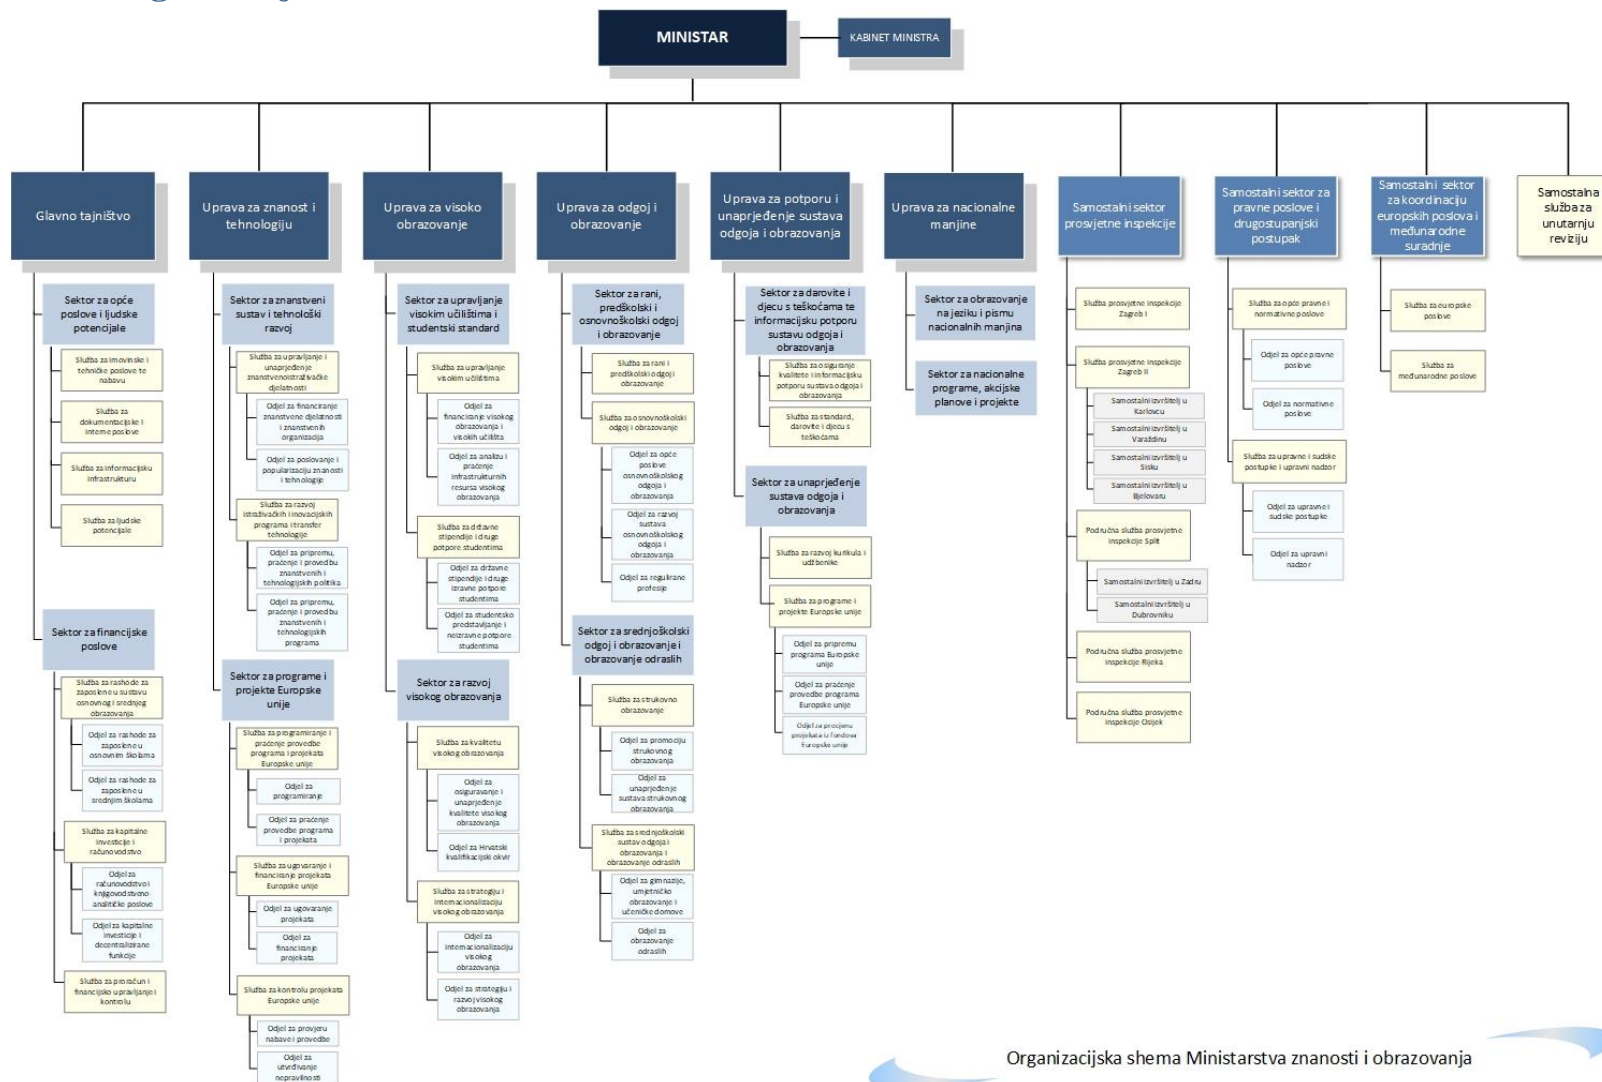 MINISTAR
KABINET MINISTRA
Glavno tajništvo
Sektor za opće
poslove i ljudske
potencijale
Služba za imovinske i
tehničke poslove te
nabavu
Služba za
dokumentacijske i
interne poslove
Služba za informacijsku
infrastrukturu
Služba za ljudske
potencijale
Sektor za financijske
poslove
Služba za rashode za
zaposlene u sustavu
osnovnog i srednjeg
obrazovanja
Odjel za rashode za
zaposlene u
osnovnim školama
Odjel za rashode za
zaposlene u
srednjim školama
Služba za kapitalne
investicije i
računovodstvo
Odjel za
računovodstvo i
knjigovodstveno-
analitičke poslove
Odjel za kapitalne
investicije i
decentralizirane
funkcije
Služba za proračun i
financijsko upravljanje i
kontrolu
Uprava za znanost i
tehnologiju
Sektor za znanstveni
sustav i tehnološki
razvoj
Služba za upravljanje i
unaprjeđenje
znanstvenoistraživačke
djelatnosti
Odjel za financiranje
znanstvene djelatnosti
i znanstvenih
organizacija
Odjel za poslovanje i
popularizaciju znanosti
i tehnologije
Služba za razvoj
istraživačkih i inovacijskih
programa i transfer
tehnologije
Odjel za pripremu,
praćenje i provedbu
znanstvenih i
tehnologijskih politika
Odjel za pripremu,
praćenje i provedbu
znanstvenih i
tehnologijskih
programa
Sektor za programe i
projekte Europske
unije
Služba za programiranje i
praćenje provedbe
programa i projekata
Europske unije
Odjel za
programiranje
Odjel za praćenje
provedbe programa i
projekata
Služba za ugovaranje i
financiranje projekata
Europske unije
Odjel za ugovaranje
projekata
Odjel za
financiranje
projekata
Služba za kontrolu projekata
Europske unije
Odjel za provjeru
nabave i provedbe
Odjel za
utvrđivanje
nepravilnosti
Uprava za visoko
obrazovanje
Sektor za upravljanje
visokim učilištima i
studentski standard
Služba za upravljanje
visokim učilištima
Odjel za
financiranje visokog
obrazovanja i
visokih učilišta
Odjel za analizu i
praćenje
infrastrukturnih
resursa visokog
obrazovanja
Služba za državne
stipendije i druge
potpore studentima
Odjel za državne
stipendije i druge
izravne potpore
studentima
Odjel za studentsko
predstavljanje i
neizravne potpore
studentima
Sektor za razvoj
visokog obrazovanja
Služba za kvalitetu
visokog obrazovanja
Odjel za
osiguravanje i
unaprjeđenje
kvalitete visokog
obrazovanja
Odjel za Hrvatski
kvalifikacijski okvir
Služba za strategiju i
internacionalizaciju
visokog obrazovanja
Odjel za
internacionalizaciju
visokog
obrazovanja
Odjel za strategiju i
razvoj visokog
obrazovanja
Uprava za odgoj i
obrazovanje
Sektor za rani,
predškolski i
osnovnoškolski odgoj
i obrazovanje
Služba za rani i
predškolski odgoj i
obrazovanje
Služba za osnovnoškolski
odgoj i obrazovanje
Odjel za opće
poslove
osnovnoškolskog
odgoja i
obrazovanja
Odjel za razvoj
sustava
osnovnoškolskog
odgoja i
obrazovanja
Odjel za regulirane
profesije
Sektor za srednjoškolski
odgoj i obrazovanje i
obrazovanje odraslih
Služba za strukovno
obrazovanje
Odjel za promociju
strukovnog
obrazovanja
Odjel za
unaprjeđenje
sustava strukovnog
obrazovanja
Služba za srednjoškolski
sustav odgoja i
obrazovanja i
obrazovanje odraslih
Odjel za gimnazije,
umjetničko
obrazovanje i
učeničke domove
Odjel za
obrazovanje
odraslih
Uprava za potporu i
unaprjeđenje sustava
odgoja i obrazovanja
Sektor za darovite i
djecu s teškoćama te
informacijsku potporu
sustavu odgoja i
obrazovanja
Služba za osiguranje
kvalitete i informacijsku
potporu sustava odgoja i
obrazovanja
Služba za standard,
darovite i djecu s
teškoćama
Sektor za unaprjeđenje
sustava odgoja i
obrazovanja
Služba za razvoj kurikula i
udžbenike
Služba za programe i
projekte Europske unije
Odjel za pripremu
programa Europske
unije
Odjel za praćenje
provedbe programa
Europske unije
Odjel za procjenu
projekata iz fondova
Europske unije
Uprava za nacionalne
manjine
Sektor za obrazovanje
na jeziku i pismu
nacionalnih manjina
Sektor za nacionalne
programe, akcijske
planove i projekte
Samostalni sektor
prosvjetne inspekcije
Služba prosvjetne inspekcije
Zagreb I
Služba prosvjetne inspekcije
Zagreb II
Samostalni izvršitelj u
Karlovcu
Samostalni izvršitelj u
Varaždinu
Samostalni izvršitelj u
Sisku
Samostalni izvršitelj u
Bjelovaru
Područna služba prosvjetne
inspekcije Split
Samostalni izvršitelj u Zadru
Samostalni izvršitelj u
Dubrovniku
Područna služba prosvjetne
inspekcije Rijeka
Područna služba prosvjetne
inspekcije Osijek
Samostalni sektor za
pravne poslove i
drugostupanjski
postupak
Služba za opće pravne i
normativne poslove
Odjel za opće pravne
poslove
Odjel za normativne
poslove
Služba za upravne i sudske
postupke i upravni nadzor
Odjel za upravne i
sudske postupke
Odjel za upravni
nadzor
Samostalni sektor
za koordinaciju
europskih poslova i
međunarodne
suradnje
Služba za europske
poslove
Služba za
međunarodne poslove
Samostalna
služba za
unutarnju
reviziju
Organizacijska shema Ministarstva znanosti i obrazovanja